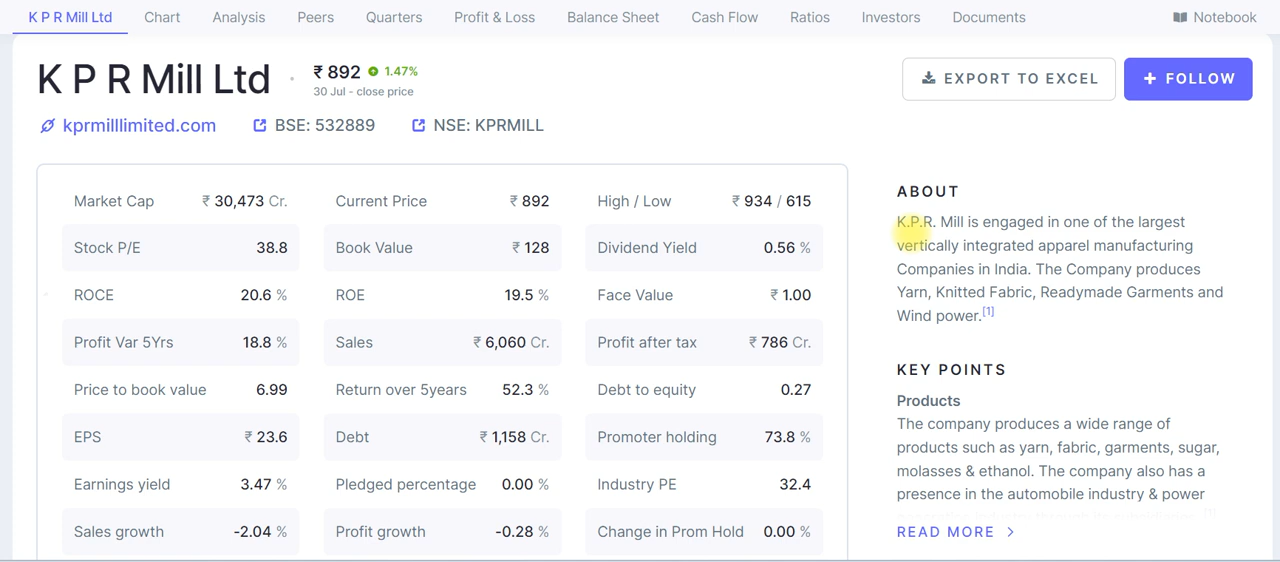 K P R Mill Ltd Chart Analysis Peers Quarters Profit & Loss Balance Sheet Cash Flow Ratios Investors Documents Notebook
K P R Mill Ltd
₹ 892 1.47%
30 Jul - close price
EXPORT TO EXCEL
FOLLOW
kprmilllimited.com BSE: 532889 NSE: KPRMILL
Market Cap ₹ 30,473 Cr. Current Price ₹ 892 High / Low ₹ 934 / 615
Stock P/E 38.8 Book Value ₹ 128 Dividend Yield 0.56 %
ROCE 20.6 % ROE 19.5 % Face Value ₹ 1.00
Profit Var 5Yrs 18.8 % Sales ₹ 6,060 Cr. Profit after tax ₹ 786 Cr.
Price to book value 6.99 Return over 5years 52.3 % Debt to equity 0.27
EPS ₹ 23.6 Debt ₹ 1,158 Cr. Promoter holding 73.8 %
Earnings yield 3.47 % Pledged percentage 0.00 % Industry PE 32.4
Sales growth -2.04 % Profit growth -0.28 % Change in Prom Hold 0.00 %
ABOUT
K.P.R. Mill is engaged in one of the largest
vertically integrated apparel manufacturing
Companies in India. The Company produces
Yarn, Knitted Fabric, Readymade Garments and
Wind power.[1]
KEY POINTS
Products
The company produces a wide range of
products such as yarn, fabric, garments, sugar,
molasses & ethanol. The company also has a
presence in the automobile industry & power
READ MORE